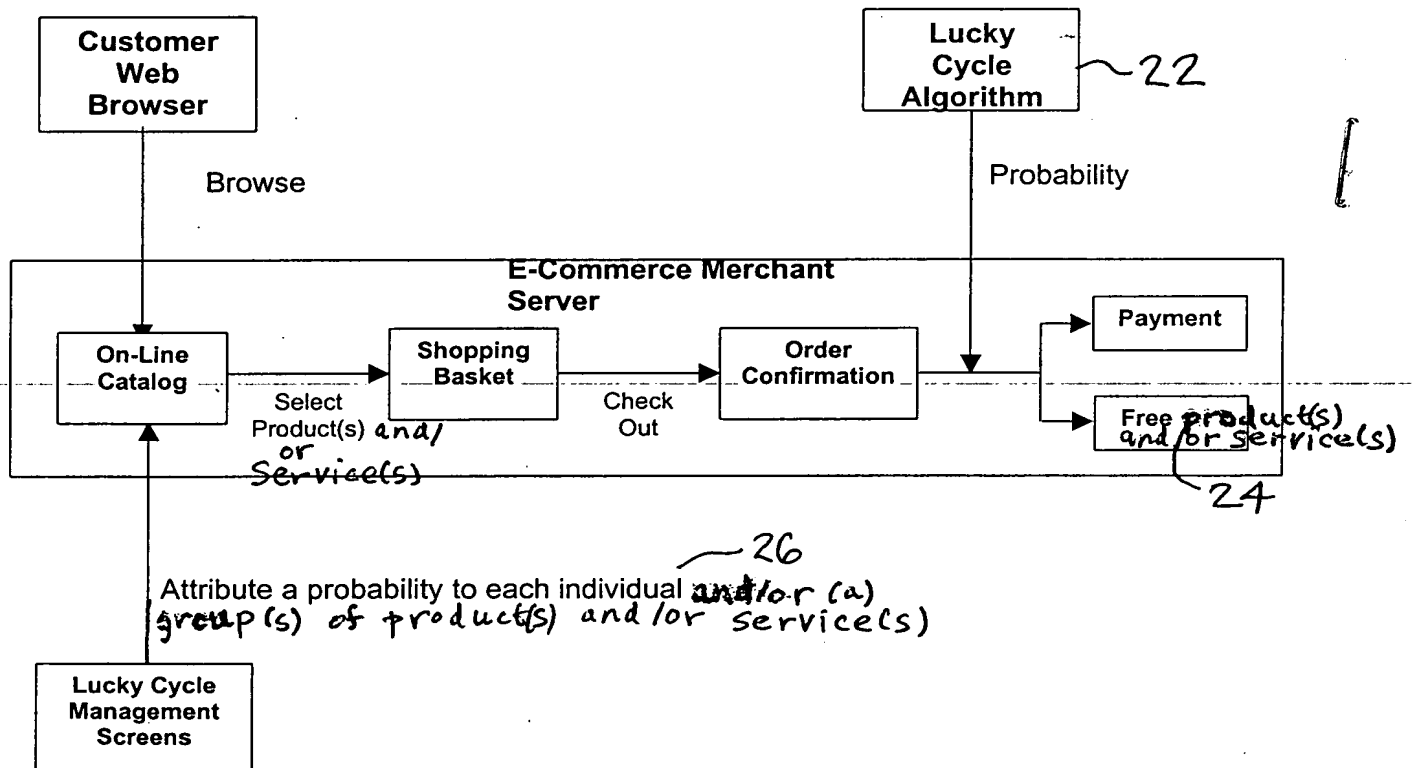 Customer
Web
Browser
Lucky
Cycle
Algorithm
22
Browse
Probability
E-Commerce Merchant
Server
On-Line
Catalog
Select
Product(s) and/
or
Service(s)
Shopping
Basket
Check
Out
Order
Confirmation
Payment
Free product(s)
and/or service(s)
24
26
Attribute a probability to each individual and/or (a)
group(s) of product(s) and/or service(s)
Lucky Cycle
Management
Screens